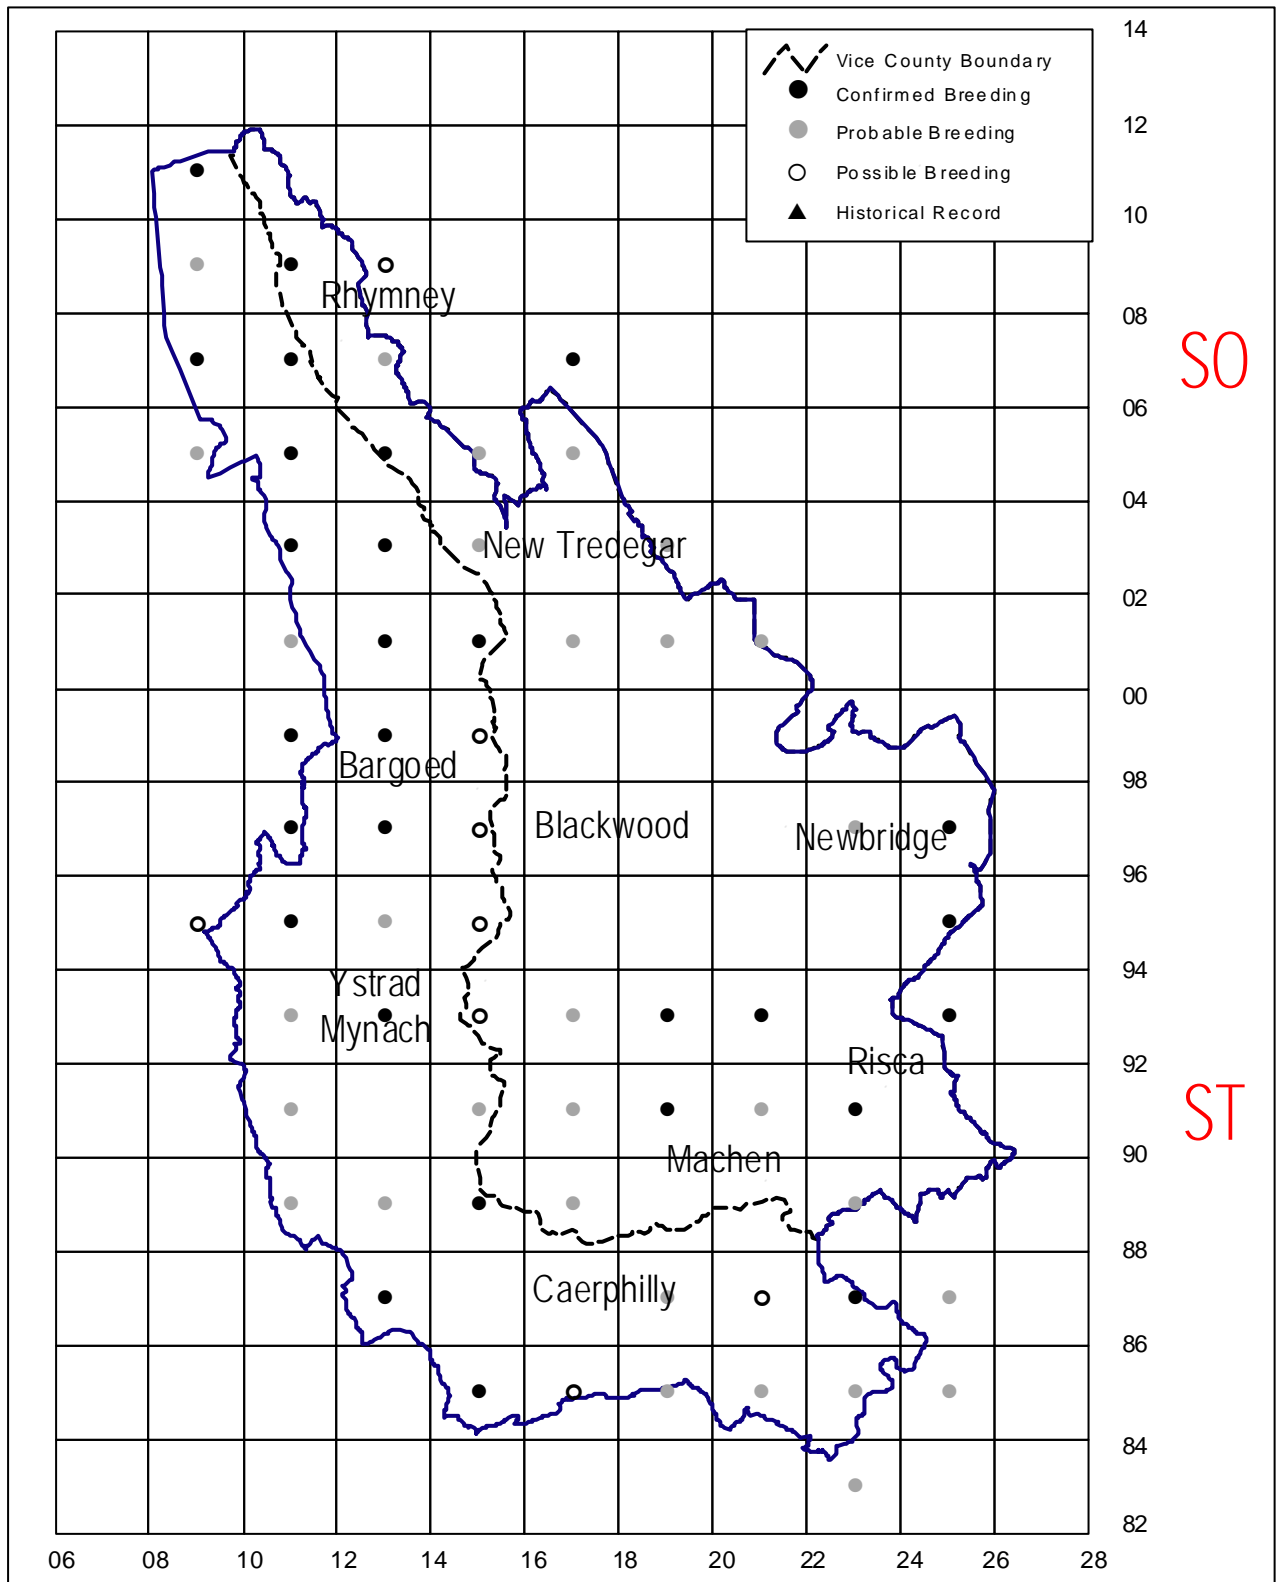 14
Vice County Boundary
Confirmed Breeding
Probable Breeding
Possible Breeding
Historical Record
12
10
Rhymney
08
SO
06
04
New Tredegar
02
00
Bargoed
98
Blackwood
Newbridge
96
94
Ystrad
Mynach
92
Risca
ST
90
Machen
88
Caerphilly
86
84
82
06 08 10 12 14 16 18 20 22 24 26 28